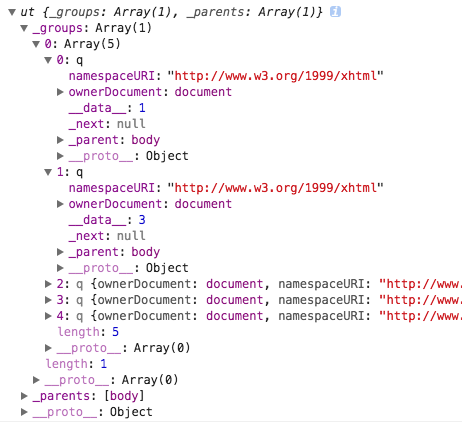 ut {_groups: Array(1), _parents: Array(1)} i
_groups: Array(1)
0: Array(5)
0: q
namespaceURI: "http://www.w3.org/1999/xhtml"
ownerDocument: document
__data__: 1
_next: null
_parent: body
__proto__: Object
1: q
namespaceURI: "http://www.w3.org/1999/xhtml"
ownerDocument: document
__data__: 3
_next: null
_parent: body
__proto__: Object
2: q {ownerDocument: document, namespaceURI: "http://www.
3: q {ownerDocument: document, namespaceURI: "http://www.
4: q {ownerDocument: document, namespaceURI: "http://www.
length: 5
__proto__: Array(0)
length: 1
__proto__: Array(0)
_parents: [body]
__proto__: Object